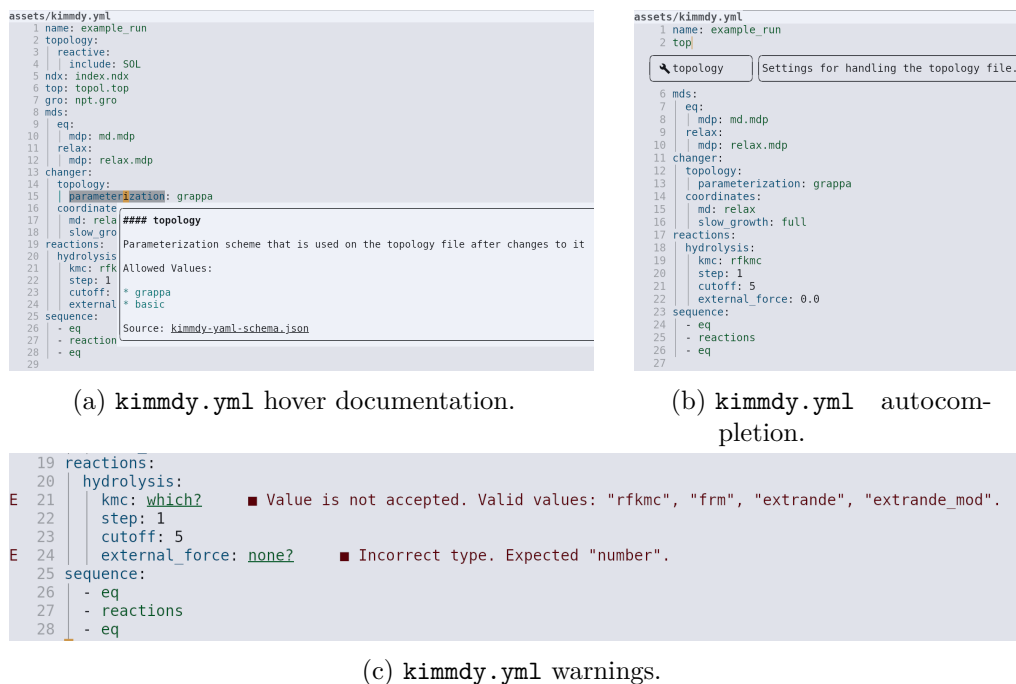 assets/kimmdy.yml
1 name: example_run
2 topology:
3 reactive:
4 include: SOL
5 ndx: index.ndx
6 top: topol.top
7 gro: npt.gro
8 mds:
9 eq:
10 mdp: md.mdp
11 relax:
12 mdp: relax.mdp
13 changer:
14 topology:
15 parameterization: grappa
16 coordinate
17 md: rela
18 slow_gro
19 reactions:
20 hydrolysis
21 kmc: rfk
22 step: 1
23 cutoff:
24 external
25 sequence:
26 - eq
27 - reaction
28 - eq
29
#### topology
Parameterization scheme that is used on the topology file after changes to it
Allowed Values:
* grappa
* basic
Source: kimmdy-yaml-schema.json
(a) kimmdy.yml hover documentation.
assets/kimmdy.yml
1 name: example_run
2 top
topology
Settings for handling the topology file.
6 mds:
7 eq:
8 mdp: md.mdp
9 relax:
10 mdp: relax.mdp
11 changer:
12 topology:
13 parameterization: grappa
14 coordinates:
15 md: relax
16 slow_growth: full
17 reactions:
18 hydrolysis:
19 kmc: rfkmc
20 step: 1
21 cutoff: 5
22 external_force: 0.0
23 sequence:
24 - eq
25 - reactions
26 - eq
27
(b) kimmdy.yml autocom-
pletion.
19 reactions:
20 hydrolysis:
E 21 kmc: which? ■ Value is not accepted. Valid values: "rfkmc", "frm", "extrande", "extrande_mod".
22 step: 1
23 cutoff: 5
E 24 external_force: none? ■ Incorrect type. Expected "number".
25 sequence:
26 - eq
27 - reactions
28 - eq
(c) kimmdy.yml warnings.